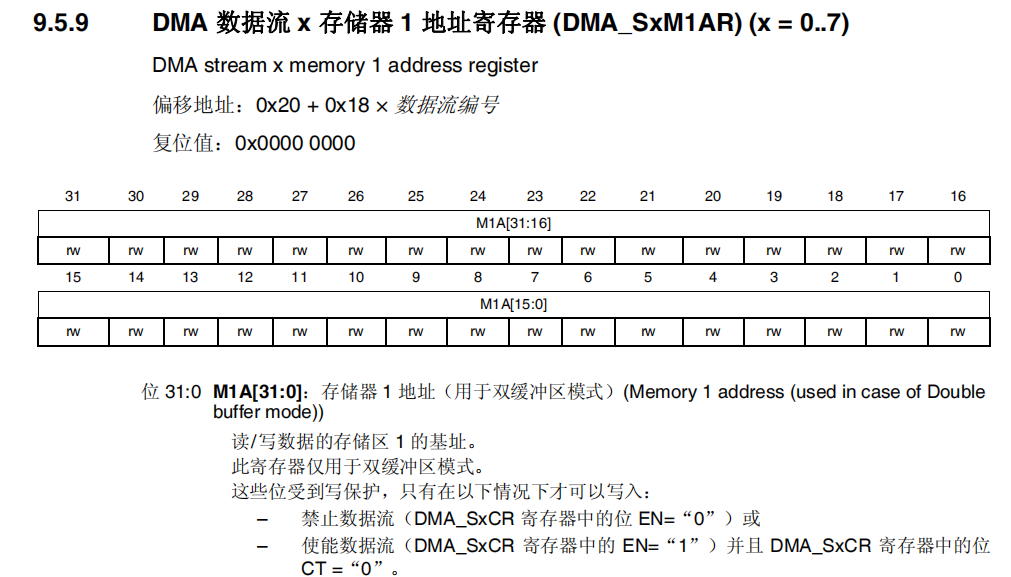 9.5.9 DMA 数据流 x 存储器 1 地址寄存器 (DMA_SxM1AR) (x = 0..7)
DMA stream x memory 1 address register
偏移地址：0x20 + 0x18 × 数据流编号
复位值：0x0000 0000
31 30 29 28 27 26 25 24 23 22 21 20 19 18 17 16
M1A[31:16]
rw rw rw rw rw rw rw rw rw rw rw rw rw rw rw rw
15 14 13 12 11 10 9 8 7 6 5 4 3 2 1 0
M1A[15:0]
rw rw rw rw rw rw rw rw rw rw rw rw rw rw rw rw
位 31:0 M1A[31:0]：存储器 1 地址（用于双缓冲区模式）(Memory 1 address (used in case of Double
buffer mode))
读/写数据的存储区 1 的基址。
此寄存器仅用于双缓冲区模式。
这些位受到写保护，只有在以下情况下才可以写入：
– 禁止数据流（DMA_SxCR 寄存器中的位 EN=“0”）或
– 使能数据流（DMA_SxCR 寄存器中的 EN=“1”）并且 DMA_SxCR 寄存器中的位
CT =“0”。